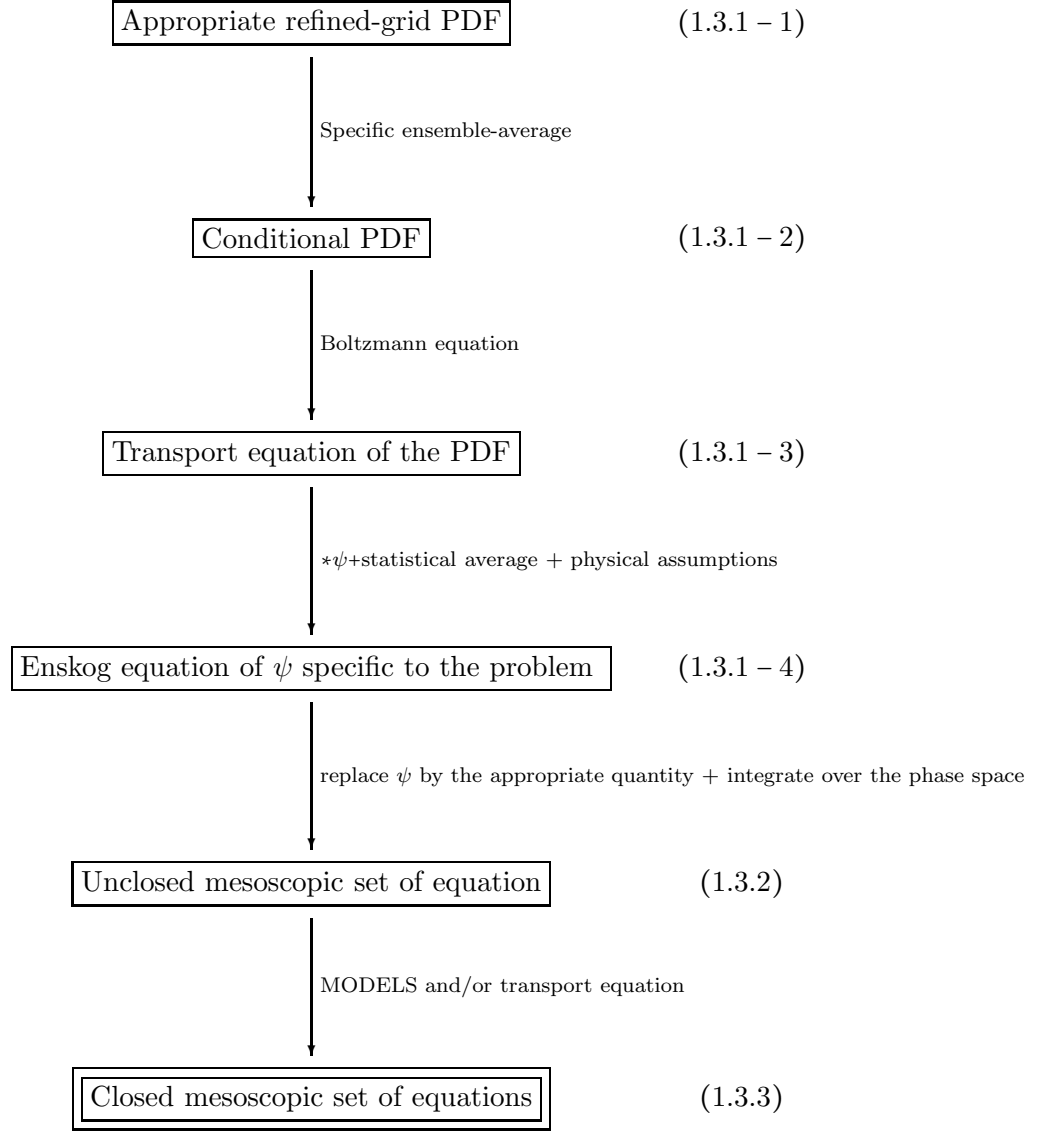 Appropriate refined-grid PDF (1.3.1 – 1)
Specific ensemble-average
Conditional PDF (1.3.1 – 2)
Boltzmann equation
Transport equation of the PDF (1.3.1 – 3)
*ψ+statistical average + physical assumptions
Enskog equation of ψ specific to the problem (1.3.1 – 4)
replace ψ by the appropriate quantity + integrate over the phase space
Unclosed mesoscopic set of equation (1.3.2)
MODELS and/or transport equation
Closed mesoscopic set of equations (1.3.3)